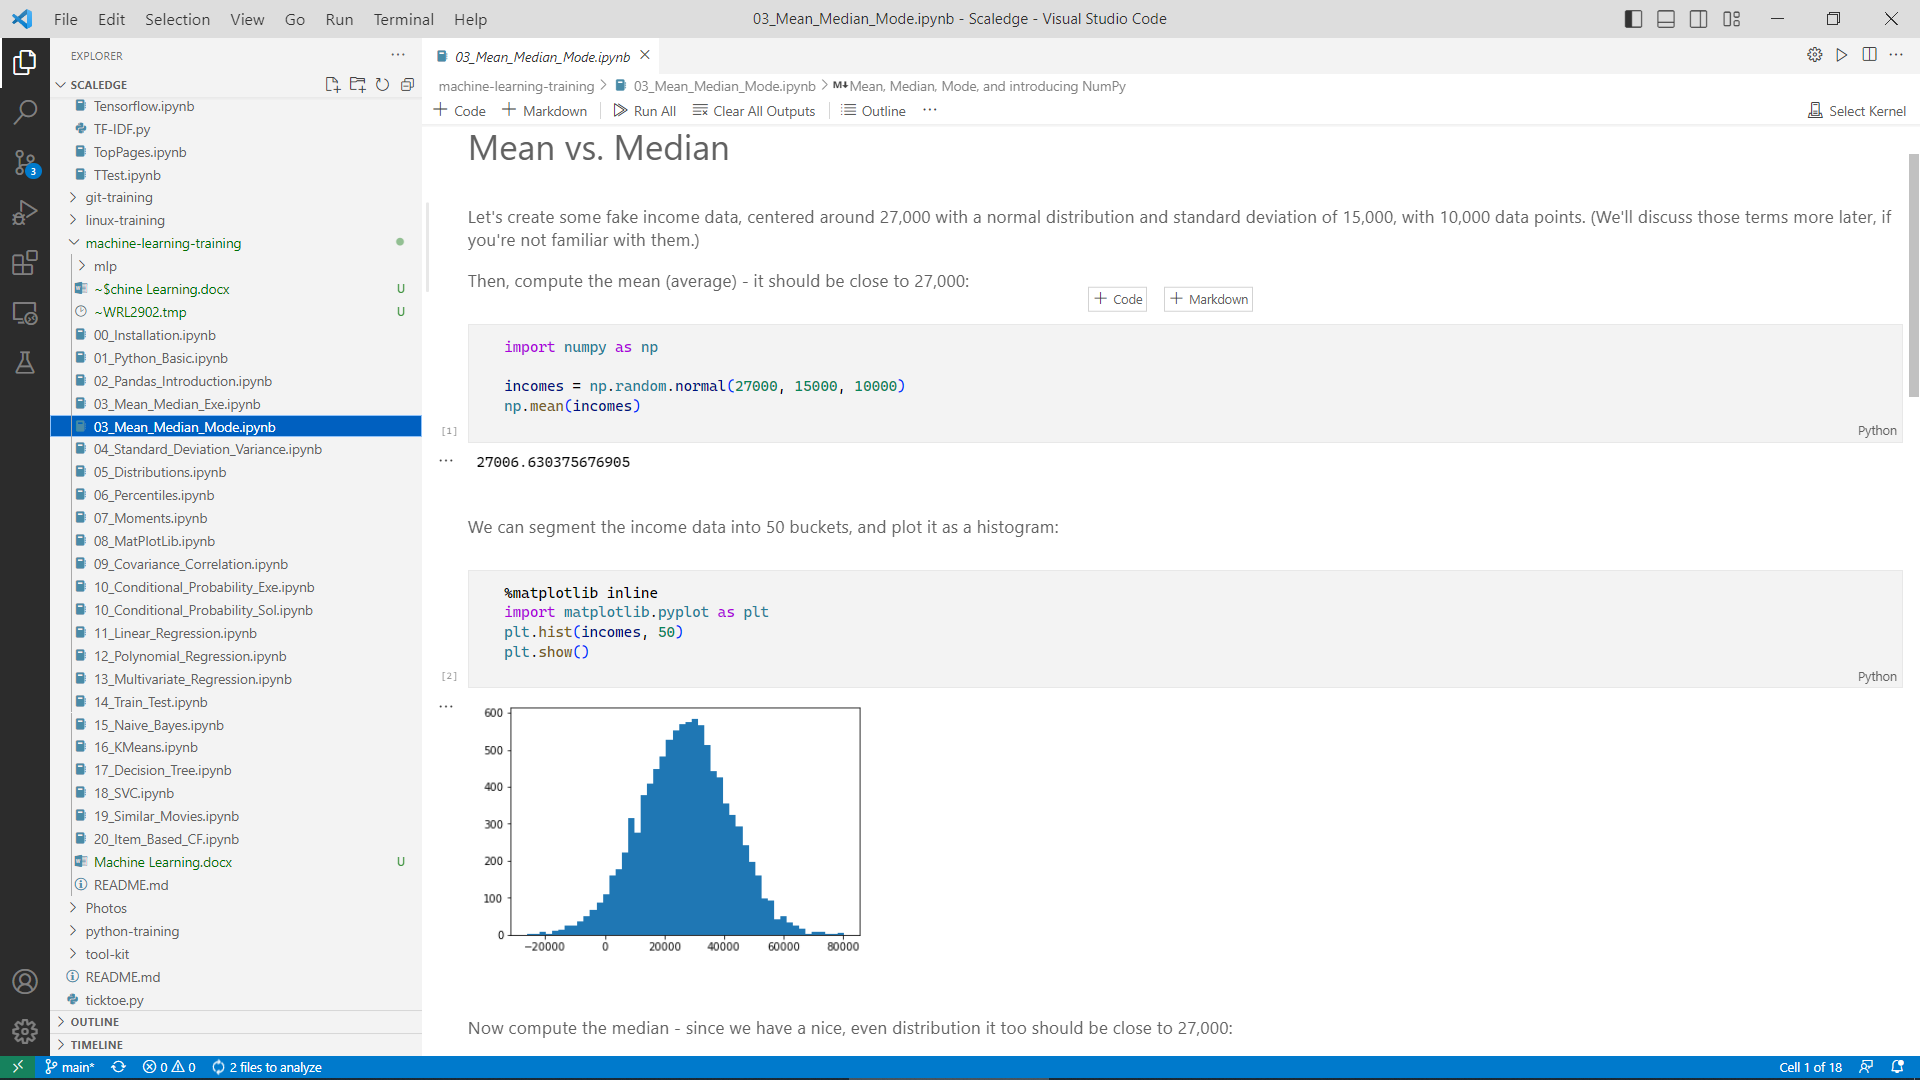 File Edit Selection View Go Run Terminal Help
03_Mean_Median_Mode.ipynb - Scaledge - Visual Studio Code
EXPLORER
SCALEDGE
Tensorflow.ipynb
TF-IDF.py
TopPages.ipynb
TTest.ipynb
git-training
linux-training
machine-learning-training
mlp
~$chine Learning.docx U
~WRL2902.tmp U
00_Installation.ipynb
01_Python_Basic.ipynb
02_Pandas_Introduction.ipynb
03_Mean_Median_Exe.ipynb
03_Mean_Median_Mode.ipynb
04_Standard_Deviation_Variance.ipynb
05_Distributions.ipynb
06_Percentiles.ipynb
07_Moments.ipynb
08_MatPlotLib.ipynb
09_Covariance_Correlation.ipynb
10_Conditional_Probability_Exe.ipynb
10_Conditional_Probability_Sol.ipynb
11_Linear_Regression.ipynb
12_Polynomial_Regression.ipynb
13_Multivariate_Regression.ipynb
14_Train_Test.ipynb
15_Naive_Bayes.ipynb
16_KMeans.ipynb
17_Decision_Tree.ipynb
18_SVC.ipynb
19_Similar_Movies.ipynb
20_Item_Based_CF.ipynb
Machine Learning.docx U
README.md
Photos
python-training
tool-kit
README.md
ticktoe.py
OUTLINE
TIMELINE
3
03_Mean_Median_Mode.ipynb
machine-learning-training > 03_Mean_Median_Mode.ipynb > M↓Mean, Median, Mode, and introducing NumPy
+ Code + Markdown Run All Clear All Outputs Outline ··· Select Kernel
Mean vs. Median
Let's create some fake income data, centered around 27,000 with a normal distribution and standard deviation of 15,000, with 10,000 data points. (We'll discuss those terms more later, if
you're not familiar with them.)
Then, compute the mean (average) - it should be close to 27,000:
+ Code + Markdown
import numpy as np
incomes = np.random.normal(27000, 15000, 10000)
np.mean(incomes)
[1] Python
27006.630375676905
We can segment the income data into 50 buckets, and plot it as a histogram:
%matplotlib inline
import matplotlib.pyplot as plt
plt.hist(incomes, 50)
plt.show()
[2] Python
600
500
400
300
200
100
0
−20000 0 20000 40000 60000 80000
Now compute the median - since we have a nice, even distribution it too should be close to 27,000:
main* 0 0 2 files to analyze Cell 1 of 18